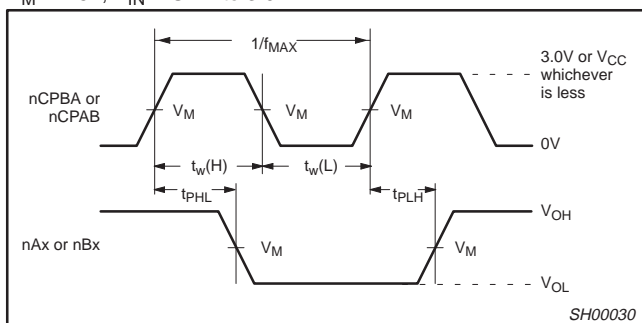 1/fMAX
3.0V or VCC
whichever
is less
nCPBA or
nCPAB
VM
VM
VM
0V
tw(H)
tw(L)
tPHL
tPLH
VOH
nAx or nBx
VM
VM
VOL
SH00030